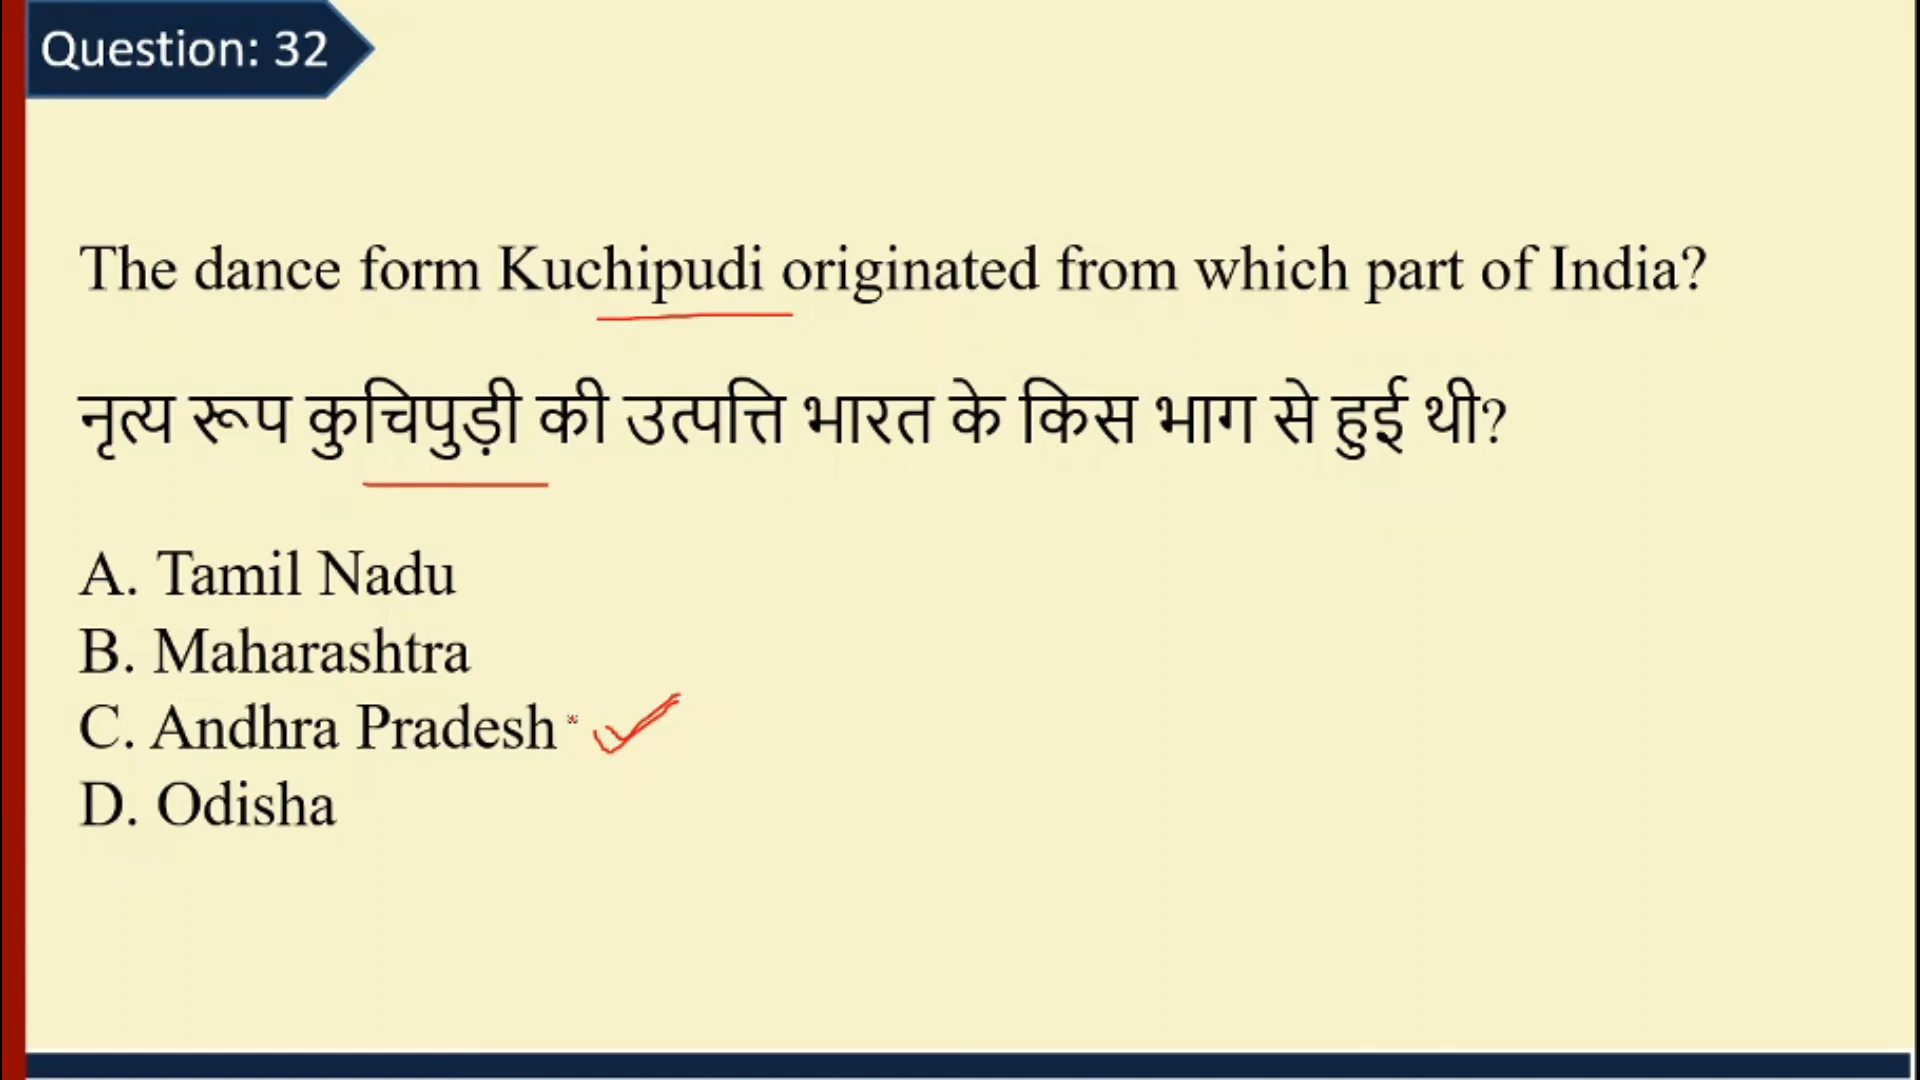 Question: 32
The dance form Kuchipudi originated from which part of India?
नृत्य रूप कुचिपुड़ी की उत्पत्ति भारत के किस भाग से हुई थी?
A. Tamil Nadu
B. Maharashtra
C. Andhra Pradesh
D. Odisha